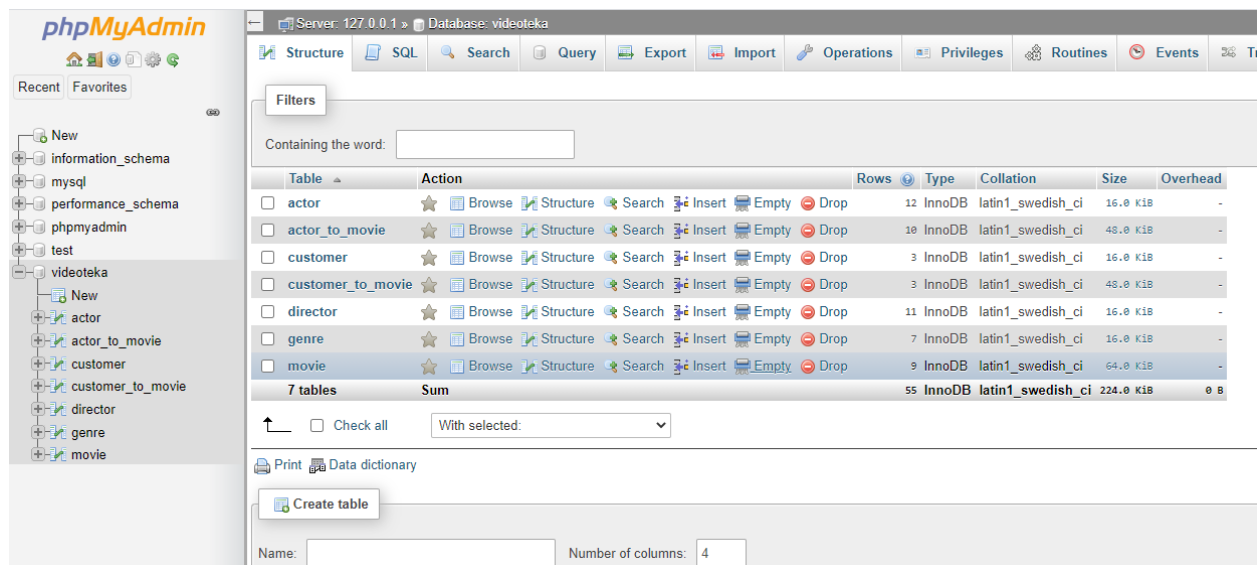 phpMyAdmin
Recent Favorites
New
information_schema
mysql
performance_schema
phpmyadmin
test
videoteka
New
actor
actor_to_movie
customer
customer_to_movie
director
genre
movie
Server: 127.0.0.1 » Database: videoteka
Structure SQL Search Query Export Import Operations Privileges Routines Events Tr
Filters
Containing the word:
Table Action Rows Type Collation Size Overhead
actor Browse Structure Search Insert Empty Drop 12 InnoDB latin1_swedish_ci 16.0 KiB -
actor_to_movie Browse Structure Search Insert Empty Drop 10 InnoDB latin1_swedish_ci 48.0 KiB -
customer Browse Structure Search Insert Empty Drop 3 InnoDB latin1_swedish_ci 16.0 KiB -
customer_to_movie Browse Structure Search Insert Empty Drop 3 InnoDB latin1_swedish_ci 48.0 KiB -
director Browse Structure Search Insert Empty Drop 11 InnoDB latin1_swedish_ci 16.0 KiB -
genre Browse Structure Search Insert Empty Drop 7 InnoDB latin1_swedish_ci 16.0 KiB -
movie Browse Structure Search Insert Empty Drop 9 InnoDB latin1_swedish_ci 64.0 KiB -
7 tables Sum 55 InnoDB latin1_swedish_ci 224.0 KiB 0 B
Check all With selected:
Print Data dictionary
Create table
Name: Number of columns: 4